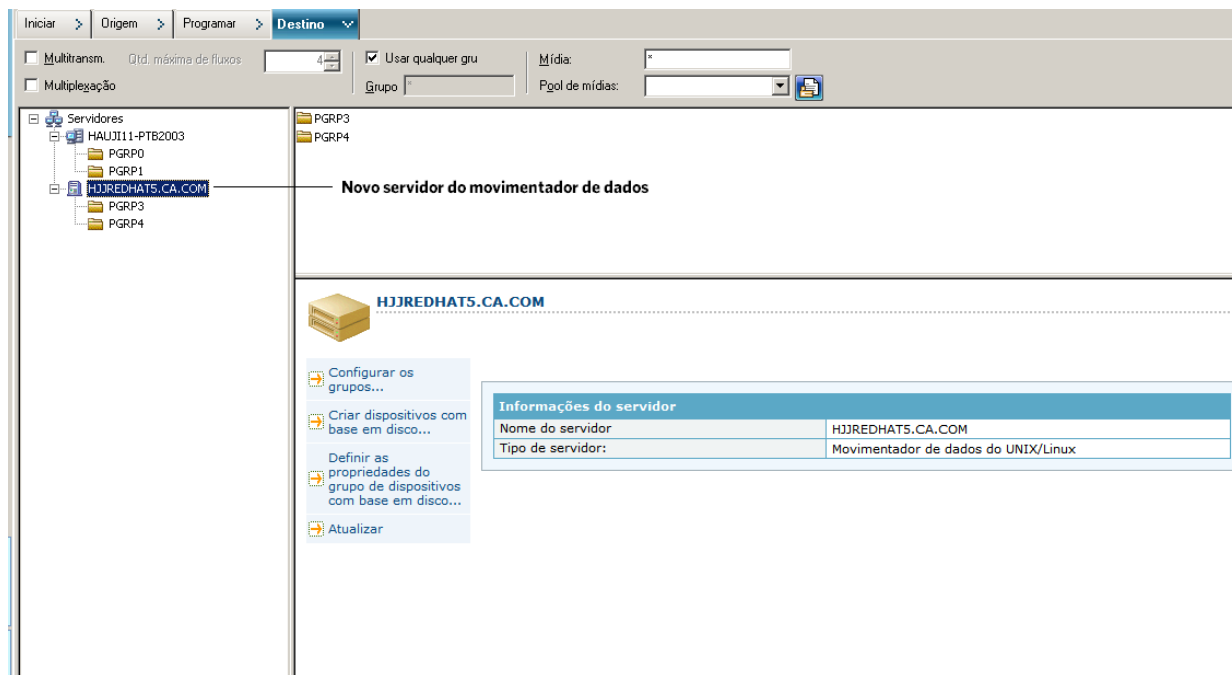 Iniciar > Origem > Programar > Destino
Multitransm. Qtd. máxima de fluxos 4 Usar qualquer gru Mídia: *
Multiplexação Grupo * Pool de mídias:
Servidores
HAUJI11-PTB2003
PGRP0
PGRP1
HJJREDHAT5.CA.COM
PGRP3
PGRP4
PGRP3
PGRP4
Novo servidor do movimentador de dados
HJJREDHAT5.CA.COM
Configurar os
grupos...
Criar dispositivos com
base em disco...
Definir as
propriedades do
grupo de dispositivos
com base em disco...
Atualizar
Informações do servidor
Nome do servidor HJJREDHAT5.CA.COM
Tipo de servidor: Movimentador de dados do UNIX/Linux